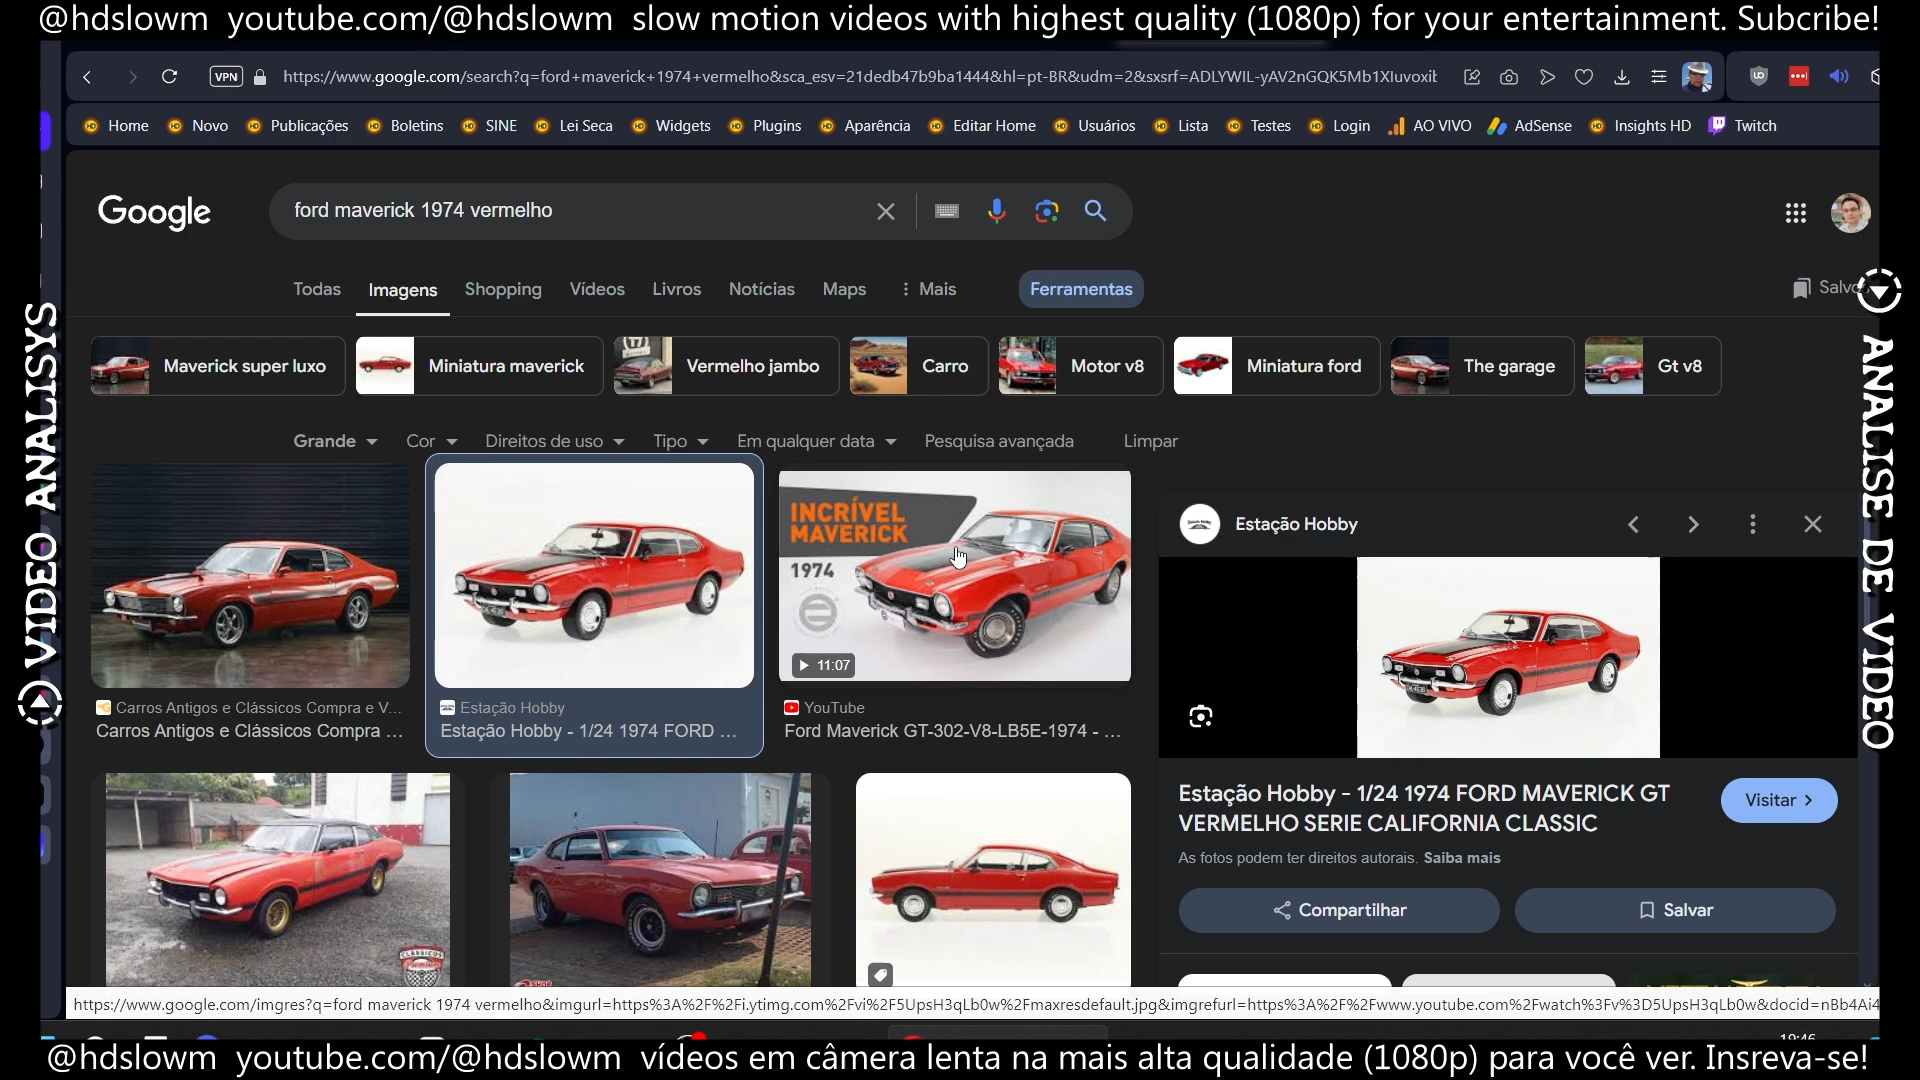 @hdslowm youtube.com/@hdslowm slow motion videos with highest quality (1080p) for your entertainment. Subcribe!
VPN https://www.google.com/search?q=ford+maverick+1974+vermelho&sca_esv=21dedb47b9ba1444&hl=pt-BR&udm=2&sxsrf=ADLYWIL-yAV2nGQK5Mb1XIuvoxit
Home Novo Publicações Boletins SINE Lei Seca Widgets Plugins Aparência Editar Home Usuários Lista Testes Login AO VIVO AdSense Insights HD Twitch
Google ford maverick 1974 vermelho
Todas Imagens Shopping Vídeos Livros Notícias Maps Mais Ferramentas
Maverick super luxo Miniatura maverick Vermelho jambo Carro Motor v8 Miniatura ford The garage Gt v8
Grande Cor Direitos de uso Tipo Em qualquer data Pesquisa avançada Limpar
INCRÍVEL
MAVERICK
1974
11:07
Carros Antigos e Clássicos Compra e V...
Carros Antigos e Clássicos Compra ...
Estação Hobby
Estação Hobby - 1/24 1974 FORD ...
YouTube
Ford Maverick GT-302-V8-LB5E-1974 - ...
Estação Hobby
Estação Hobby - 1/24 1974 FORD MAVERICK GT
VERMELHO SERIE CALIFORNIA CLASSIC
Visitar
As fotos podem ter direitos autorais. Saiba mais
Compartilhar Salvar
https://www.google.com/imgres?q=ford maverick 1974 vermelho&imgurl=https%3A%2F%2Fi.ytimg.com%2Fvi%2F5UpsH3qLb0w%2Fmaxresdefault.jpg&imgrefurl=https%3A%2F%2Fwww.youtube.com%2Fwatch%3Fv%3D5UpsH3qLb0w&docid=nBb4Ai4
VIDEO ANALISYS
ANALISE DE VIDEO
@hdslowm youtube.com/@hdslowm vídeos em câmera lenta na mais alta qualidade (1080p) para você ver. Insreva-se!